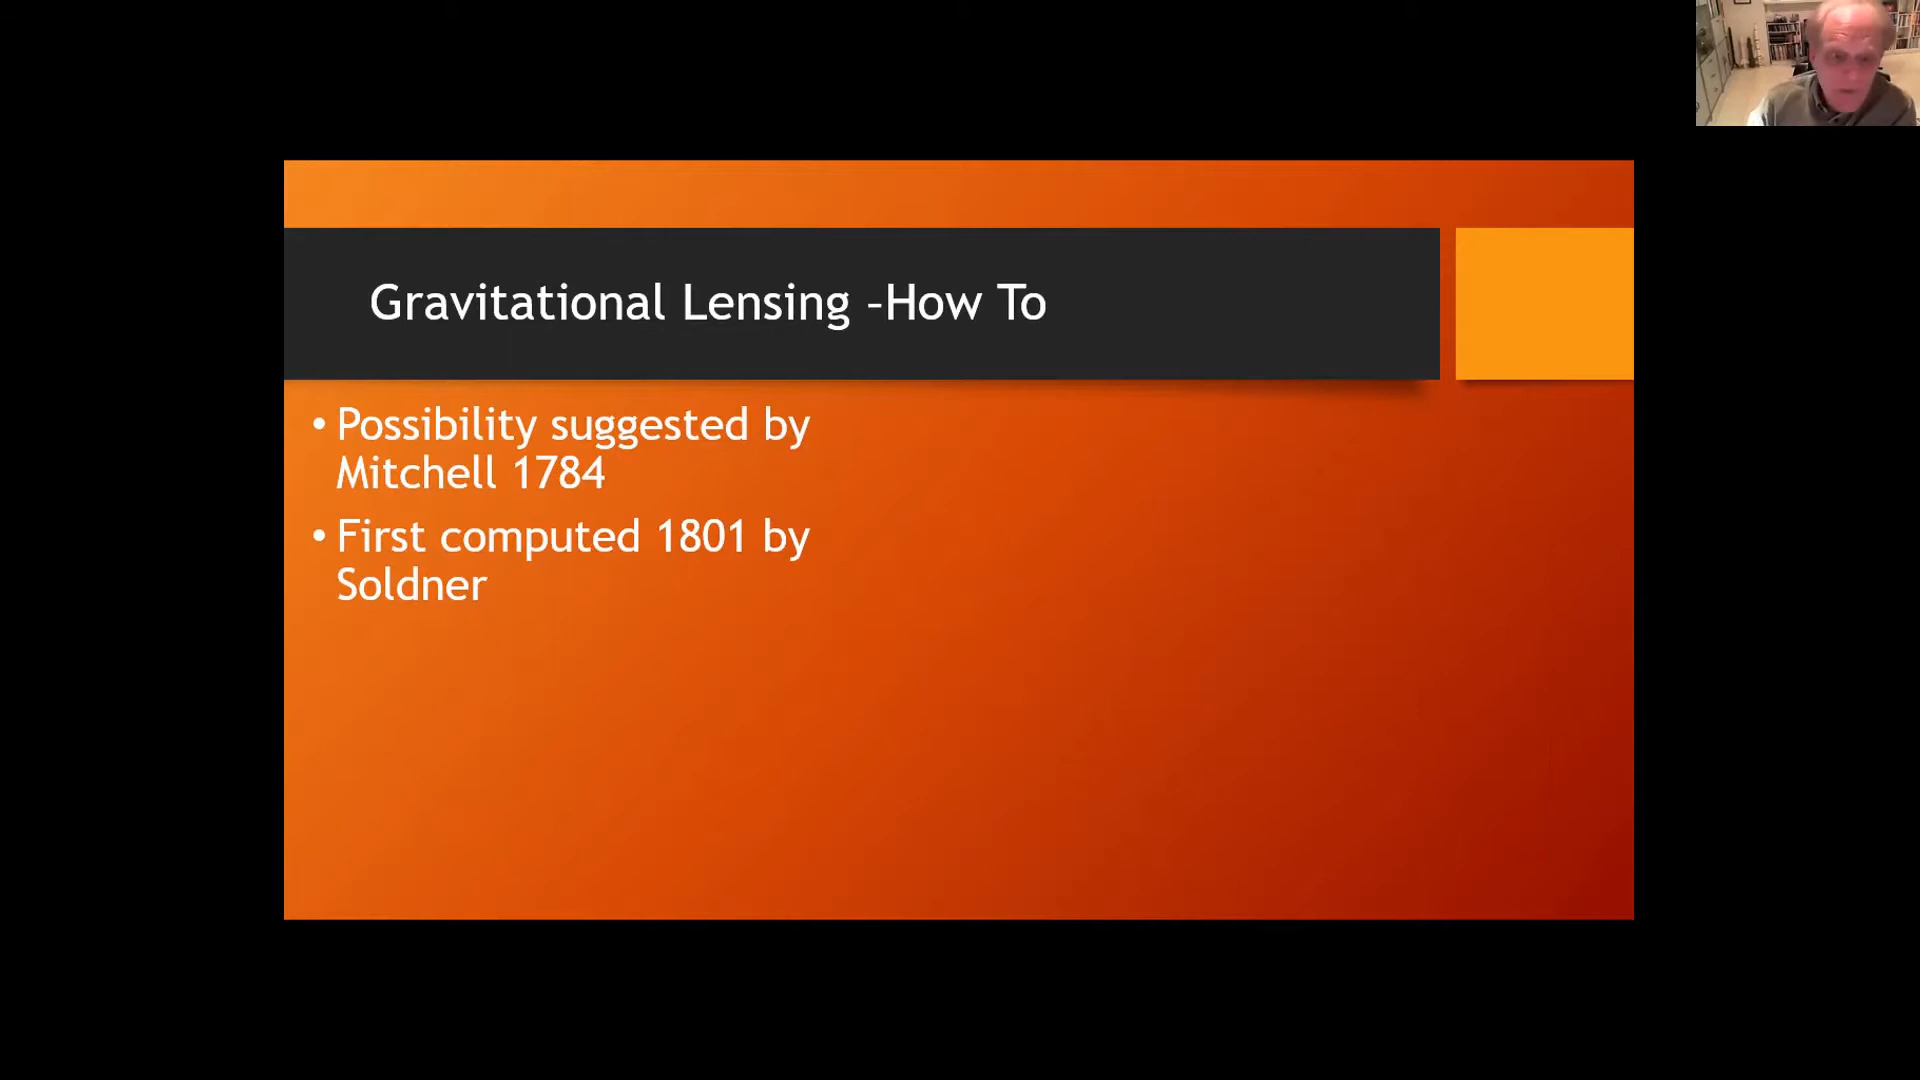 Gravitational Lensing –How To
• Possibility suggested by
Mitchell 1784
• First computed 1801 by
Soldner